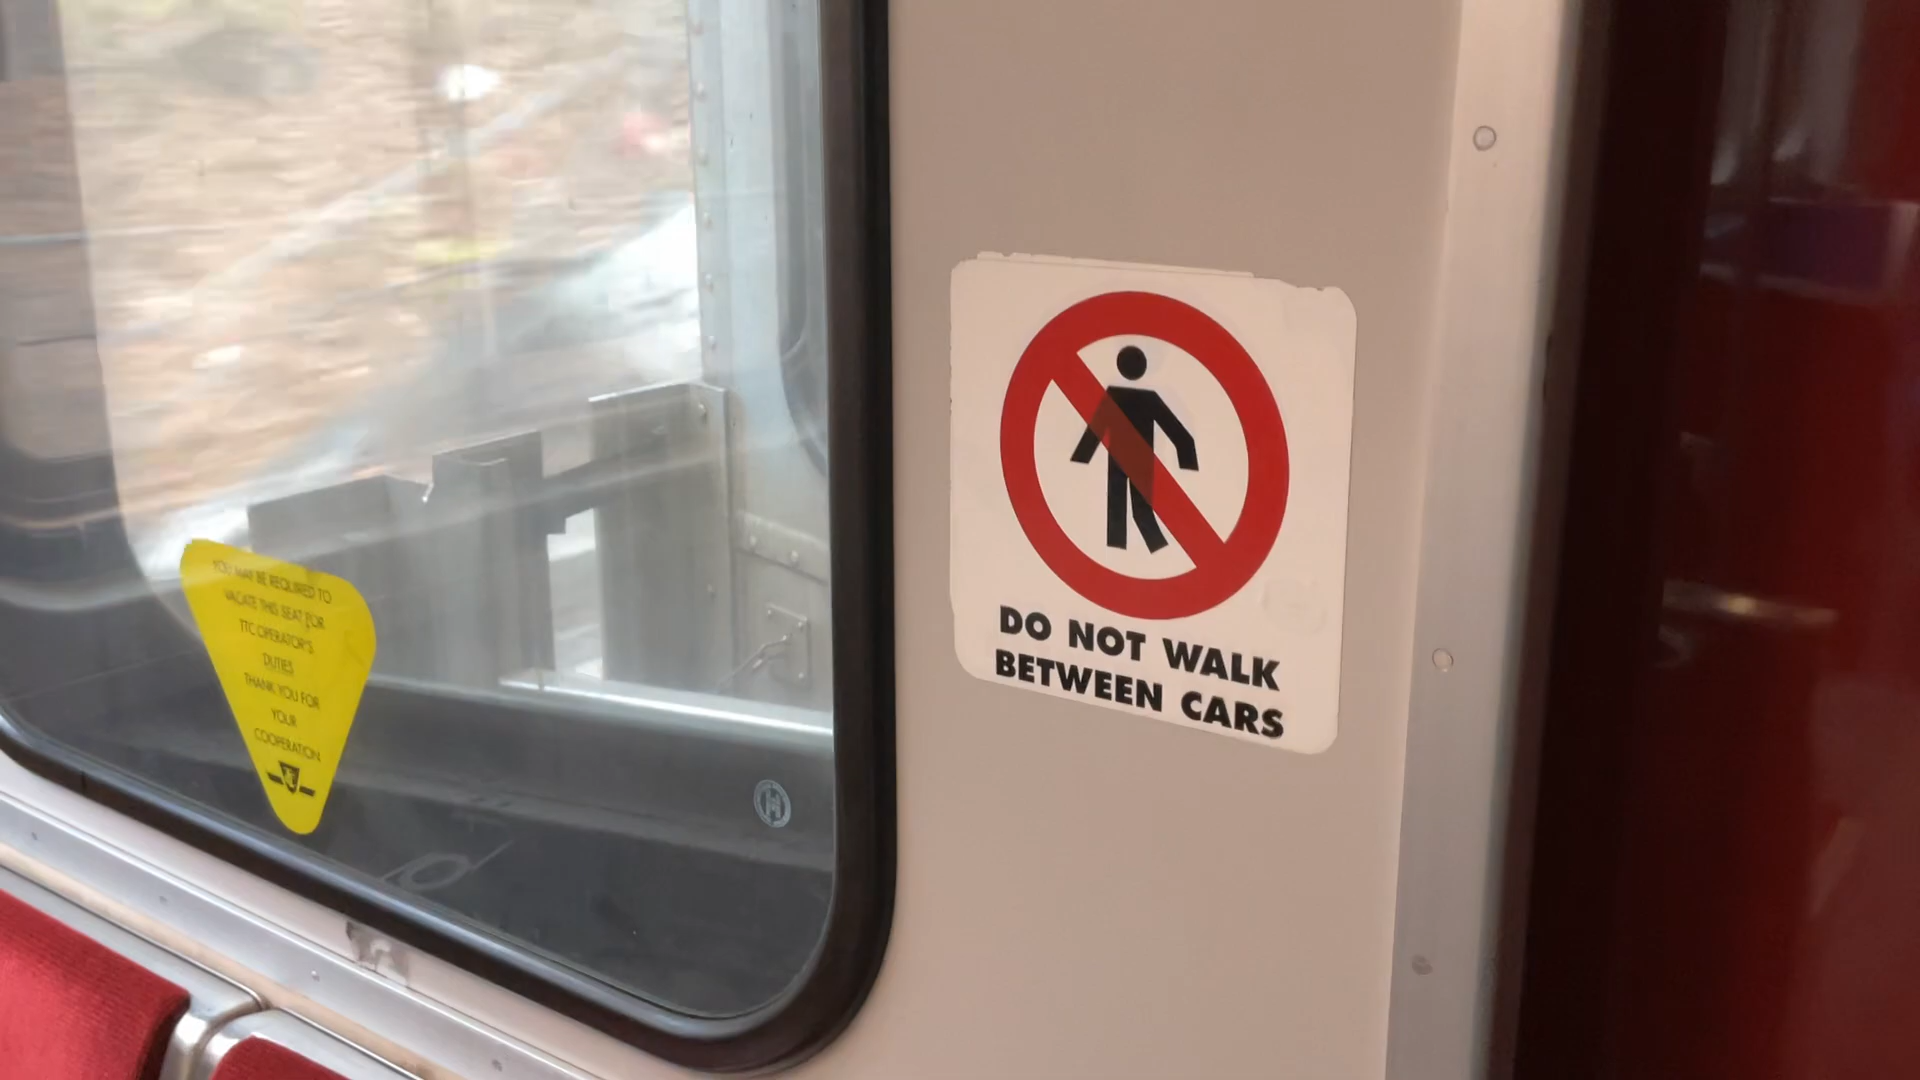 YOU MAY BE REQUIRED TO
VACATE THIS SEAT FOR
TTC OPERATOR'S
DUTIES
THANK YOU FOR
YOUR
COOPERATION
DO NOT WALK
BETWEEN CARS